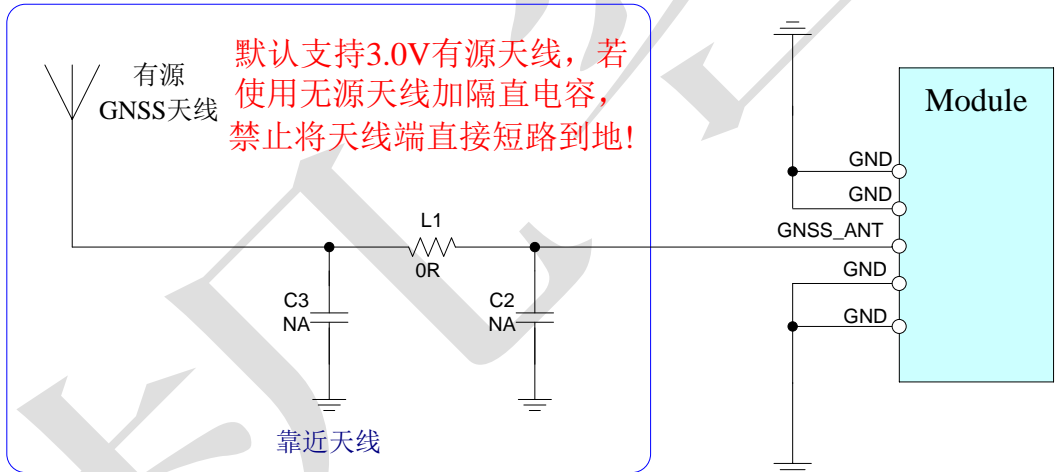 默认支持3.0V有源天线，若
使用无源天线加隔直电容，
禁止将天线端直接短路到地!
有源
GNSS天线
Module
GND
GND
GNSS_ANT
GND
GND
L1
0R
C3
NA
C2
NA
靠近天线